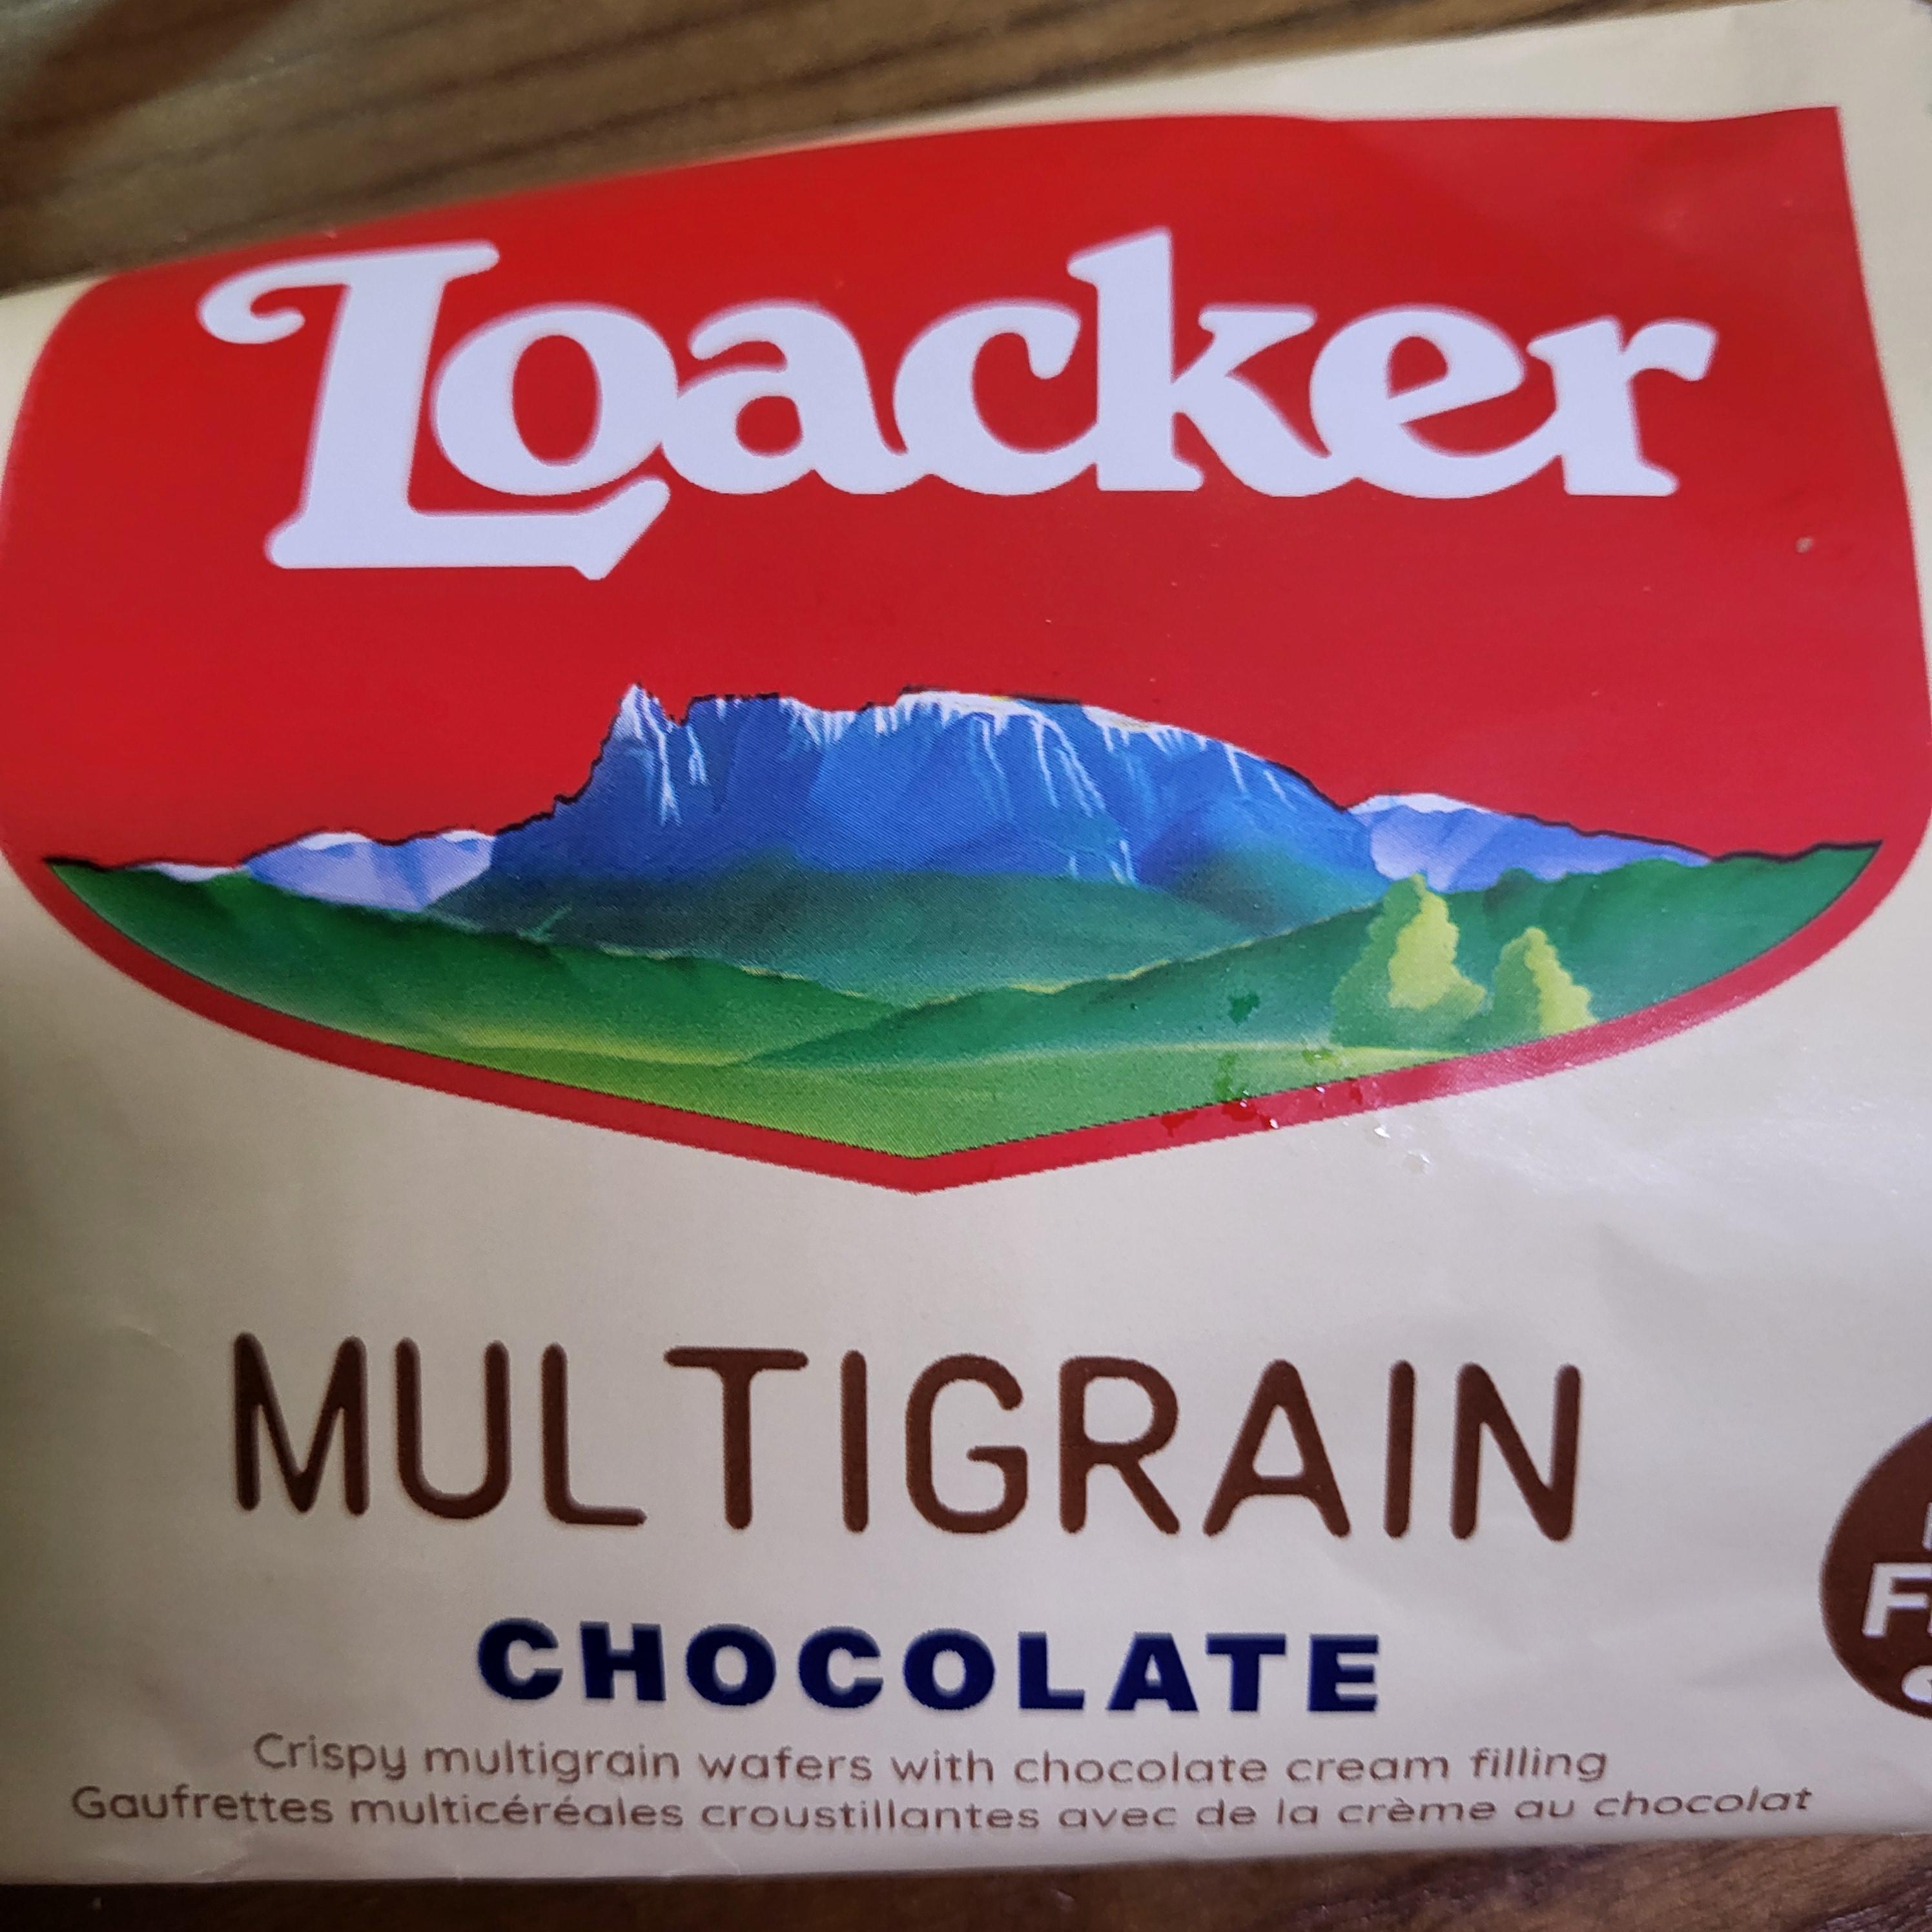 Loacker
MULTIGRAIN
CHOCOLATE
Crispy multigrain wafers with chocolate cream filling
Gaufrettes multicéréales croustillantes avec de la crème au chocolat